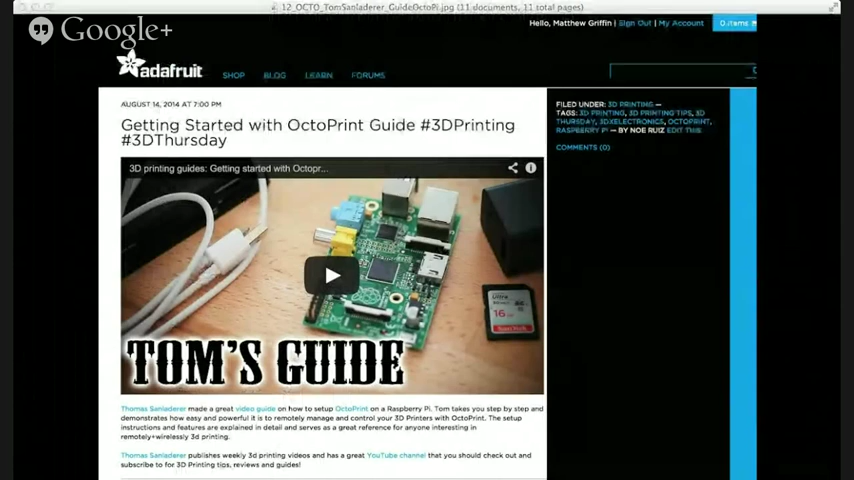 12_OCTO_TomSanladerer_GuideOctoPi.jpg (11 documents, 11 total pages)
Google+
Hello, Matthew Griffin | Sign Out | My Account
0 Items
adafruit
SHOP BLOG LEARN FORUMS
AUGUST 14, 2014 AT 7:00 PM
Getting Started with OctoPrint Guide #3DPrinting
#3DThursday
3D printing guides: Getting started with Octopr...
Ultra
16
SanDisk
TOM'S GUIDE
Thomas Sanladerer made a great video guide on how to setup OctoPrint on a Raspberry Pi. Tom takes you step by step and
demonstrates how easy and powerful it is to remotely manage and control your 3D Printers with OctoPrint. The setup
instructions and features are explained in detail and serves as a great reference for anyone interesting in
remotely+wirelessly 3d printing.
Thomas Sanladerer publishes weekly 3d printing videos and has a great YouTube channel that you should check out and
subscribe to for 3D Printing tips, reviews and guides!
FILED UNDER: 3D PRINTING —
TAGS: 3D PRINTING, 3D PRINTING TIPS, 3D
THURSDAY, 3DXELECTRONICS, OCTOPRINT,
RASPBERRY PI — BY NOE RUIZ EDIT THIS
COMMENTS (0)